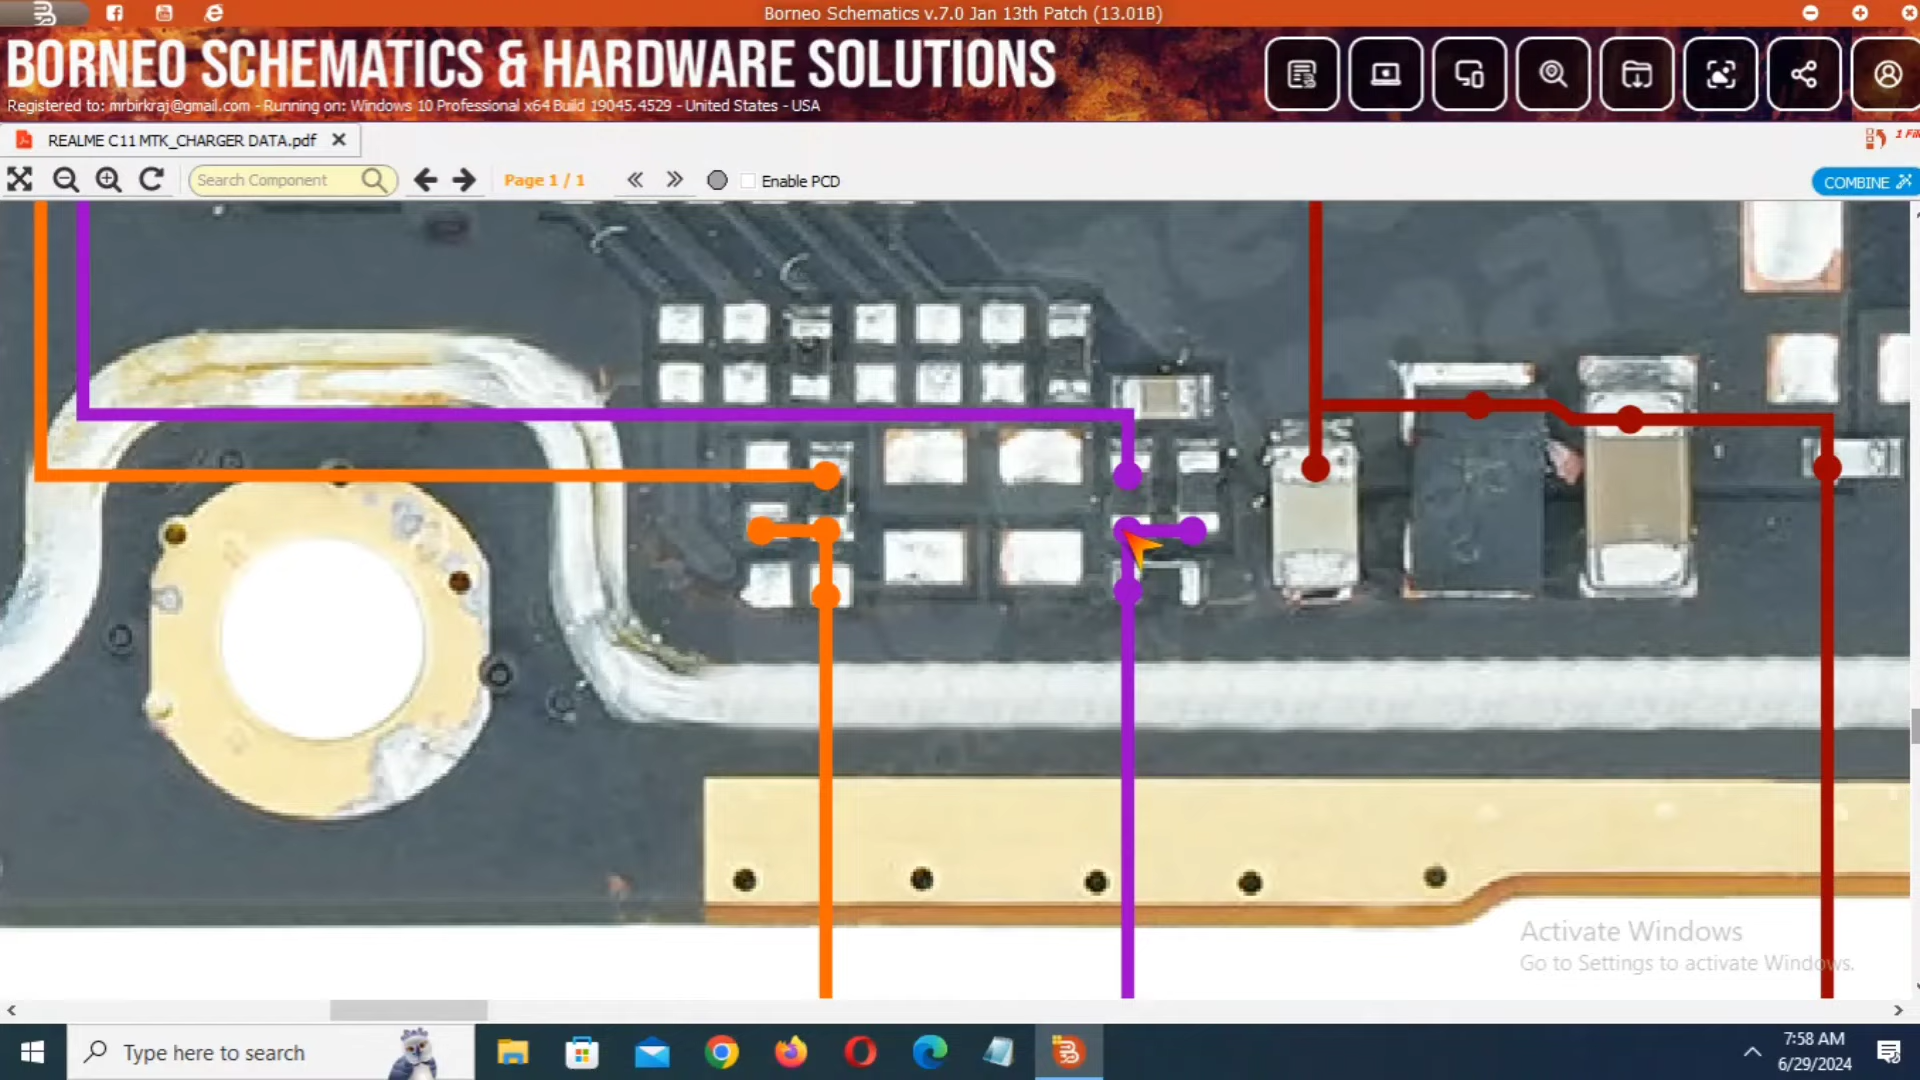 Borneo Schematics v.7.0 Jan 13th Patch (13.01B)
BORNEO SCHEMATICS & HARDWARE SOLUTIONS
Registered to: mrbirkraj@gmail.com - Running on: Windows 10 Professional x64 Build 19045.4529 - United States - USA
REALME C11 MTK_CHARGER DATA.pdf
Search Component
Page 1 / 1
Enable PCD
COMBINE
Activate Windows
Go to Settings to activate Windows.
Type here to search
7:58 AM
6/29/2024